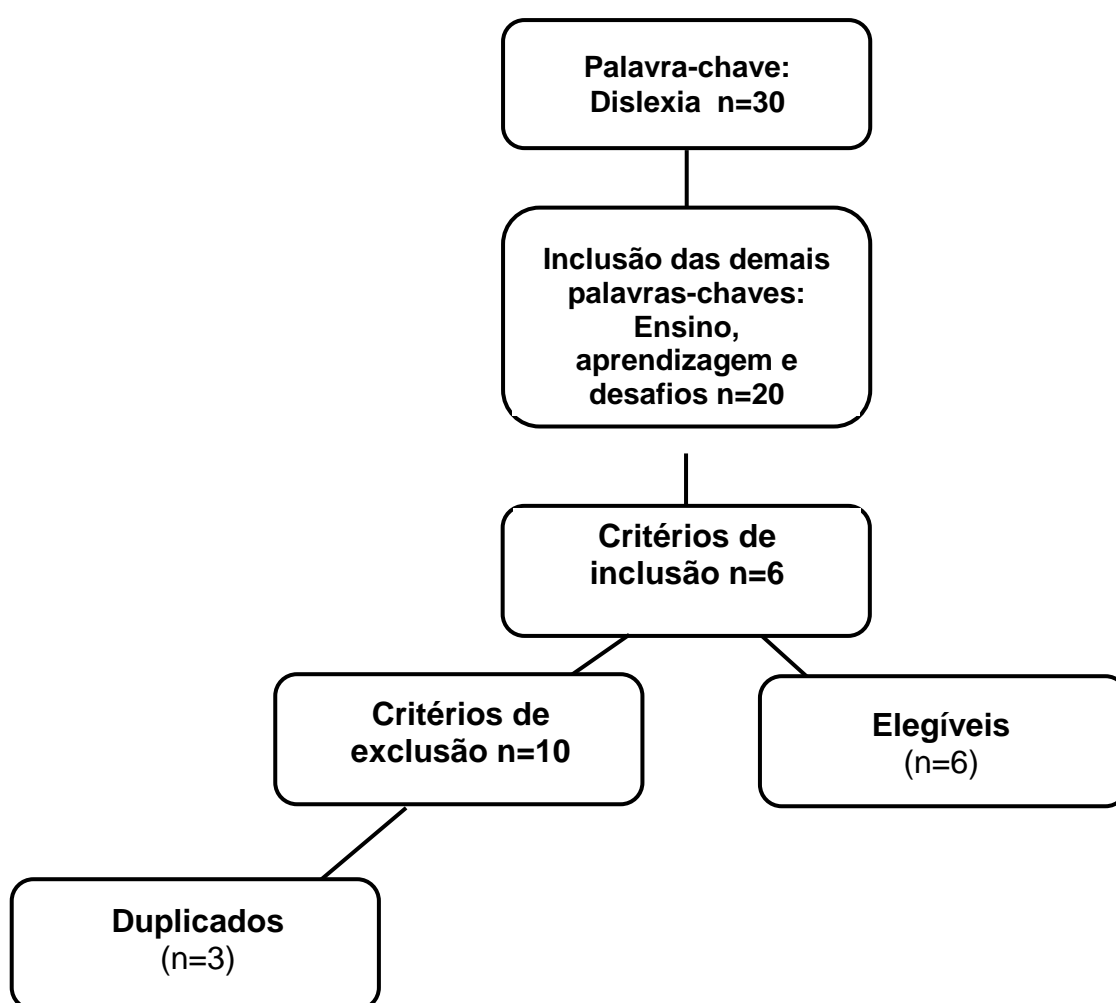 Palavra-chave:
Dislexia n=30
Inclusão das demais
palavras-chaves:
Ensino,
aprendizagem e
desafios n=20
Critérios de
inclusão n=6
Critérios de
exclusão n=10
Elegíveis
(n=6)
Duplicados
(n=3)